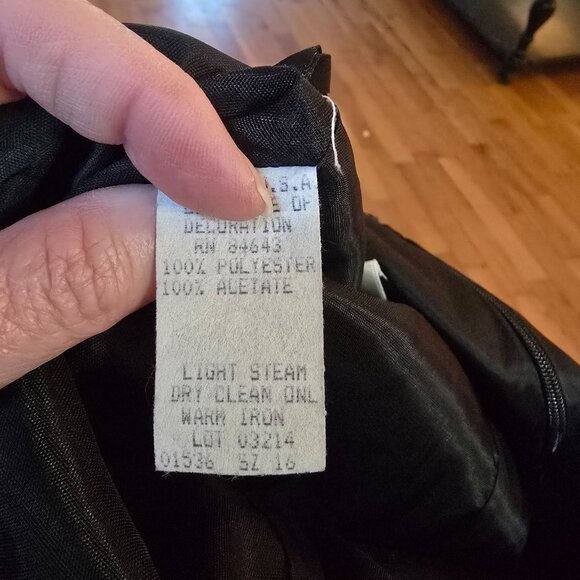 U.S.A
OF
DECORATION
RN 84643
100% POLYESTER
100% ACETATE
LIGHT STEAM
DRY CLEAN ONL
WARM IRON
LOT 03214
01536 SZ 16